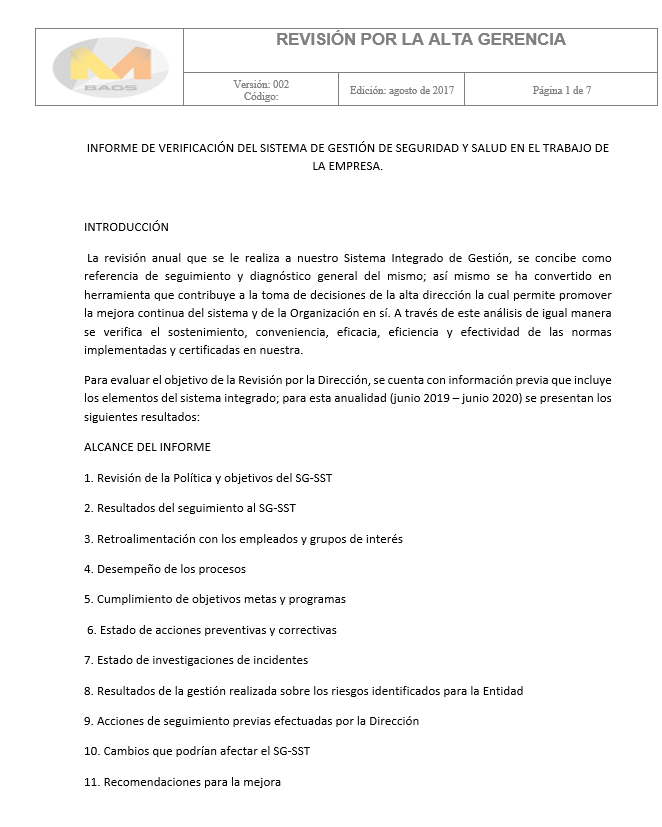 M
BAGS
REVISIÓN POR LA ALTA GERENCIA
Versión: 002
Código:
Edición: agosto de 2017
Página 1 de 7
INFORME DE VERIFICACIÓN DEL SISTEMA DE GESTIÓN DE SEGURIDAD Y SALUD EN EL TRABAJO DE
LA EMPRESA.
INTRODUCCIÓN
La revisión anual que se le realiza a nuestro Sistema Integrado de Gestión, se concibe como
referencia de seguimiento y diagnóstico general del mismo; así mismo se ha convertido en
herramienta que contribuye a la toma de decisiones de la alta dirección la cual permite promover
la mejora continua del sistema y de la Organización en sí. A través de este análisis de igual manera
se verifica el sostenimiento, conveniencia, eficacia, eficiencia y efectividad de las normas
implementadas y certificadas en nuestra.
Para evaluar el objetivo de la Revisión por la Dirección, se cuenta con información previa que incluye
los elementos del sistema integrado; para esta anualidad (junio 2019 – junio 2020) se presentan los
siguientes resultados:
ALCANCE DEL INFORME
1. Revisión de la Política y objetivos del SG-SST
2. Resultados del seguimiento al SG-SST
3. Retroalimentación con los empleados y grupos de interés
4. Desempeño de los procesos
5. Cumplimiento de objetivos metas y programas
6. Estado de acciones preventivas y correctivas
7. Estado de investigaciones de incidentes
8. Resultados de la gestión realizada sobre los riesgos identificados para la Entidad
9. Acciones de seguimiento previas efectuadas por la Dirección
10. Cambios que podrían afectar el SG-SST
11. Recomendaciones para la mejora